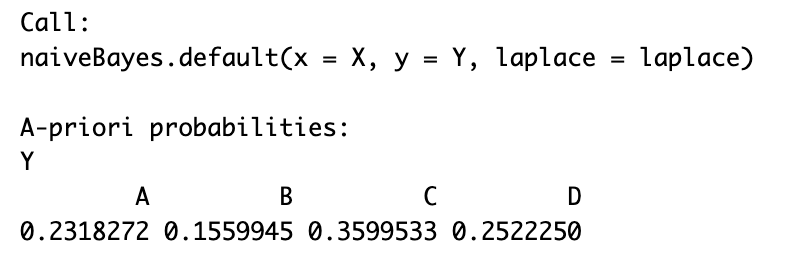 Call:
naiveBayes.default(x = X, y = Y, laplace = laplace)
A-priori probabilities:
Y
A B C D
0.2318272 0.1559945 0.3599533 0.2522250